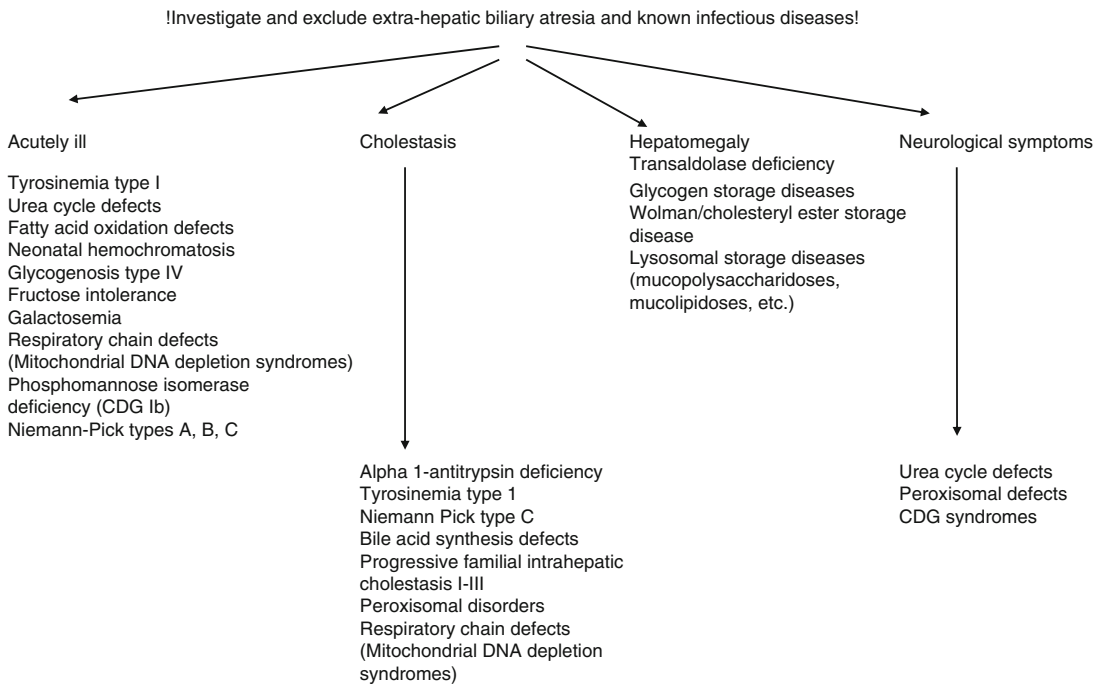 !Investigate and exclude extra-hepatic biliary atresia and known infectious diseases!
Acutely ill
Tyrosinemia type I
Urea cycle defects
Fatty acid oxidation defects
Neonatal hemochromatosis
Glycogenosis type IV
Fructose intolerance
Galactosemia
Respiratory chain defects
(Mitochondrial DNA depletion syndromes)
Phosphomannose isomerase
deficiency (CDG Ib)
Niemann-Pick types A, B, C
Cholestasis
Alpha 1-antitrypsin deficiency
Tyrosinemia type 1
Niemann Pick type C
Bile acid synthesis defects
Progressive familial intrahepatic
cholestasis I-III
Peroxisomal disorders
Respiratory chain defects
(Mitochondrial DNA depletion
syndromes)
Hepatomegaly
Transaldolase deficiency
Glycogen storage diseases
Wolman/cholesteryl ester storage
disease
Lysosomal storage diseases
(mucopolysaccharidoses,
mucolipidoses, etc.)
Neurological symptoms
Urea cycle defects
Peroxisomal defects
CDG syndromes